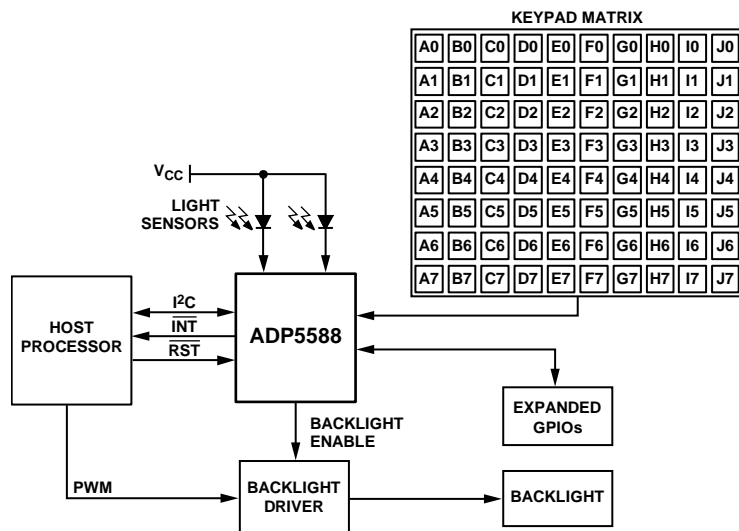 KEYPAD MATRIX
A0 B0 C0 D0 E0 F0 G0 H0 I0 J0
A1 B1 C1 D1 E1 F1 G1 H1 I1 J1
A2 B2 C2 D2 E2 F2 G2 H2 I2 J2
A3 B3 C3 D3 E3 F3 G3 H3 I3 J3
A4 B4 C4 D4 E4 F4 G4 H4 I4 J4
A5 B5 C5 D5 E5 F5 G5 H5 I5 J5
A6 B6 C6 D6 E6 F6 G6 H6 I6 J6
A7 B7 C7 D7 E7 F7 G7 H7 I7 J7
VCC
LIGHT
SENSORS
HOST
PROCESSOR
I2C
INT
RST
ADP5588
BACKLIGHT
ENABLE
EXPANDED
GPIOs
PWM
BACKLIGHT
DRIVER
BACKLIGHT